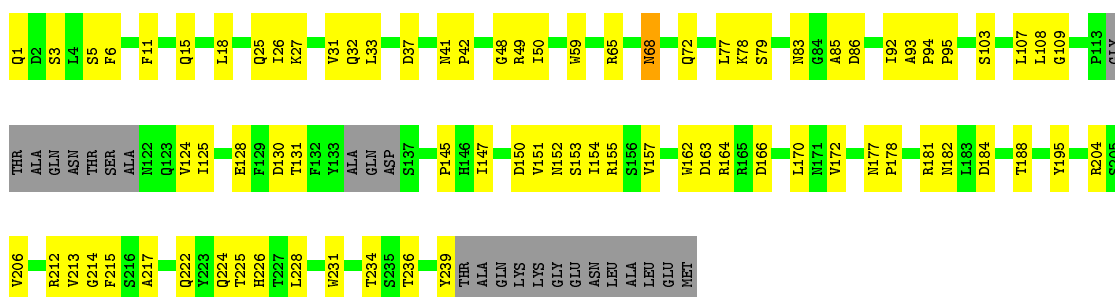 Q1 D2 S3 L4 S5 F6 F11 Q15 L18 Q25 I26 K27 V31 Q32 L33 D37 N41 P42 G48 R49 I50 W59 R65 N68 Q72 L77 K78 S79 N83 G84 A85 D86 I92 A93 P94 P95 S103 L107 L108 G109 P113 GLY
THR ALA GLN ASN THR SER ALA N122 Q123 V124 I125 E128 F129 D130 T131 F132 Y133 ALA GLN ASP S137 P145 H146 I147 D150 V151 N152 S153 I154 R155 S156 V157 W162 D163 R164 R165 D166 L170 N171 V172 N177 P178 R181 N182 L183 D184 T188 Y195 R204 S205
V206 R212 V213 G214 F215 S216 A217 Q222 Y223 Q224 T225 H226 T227 L228 W231 T234 S235 T236 Y239 THR ALA GLN LYS LYS GLY GLU ASN LEU ALA LEU GLU MET